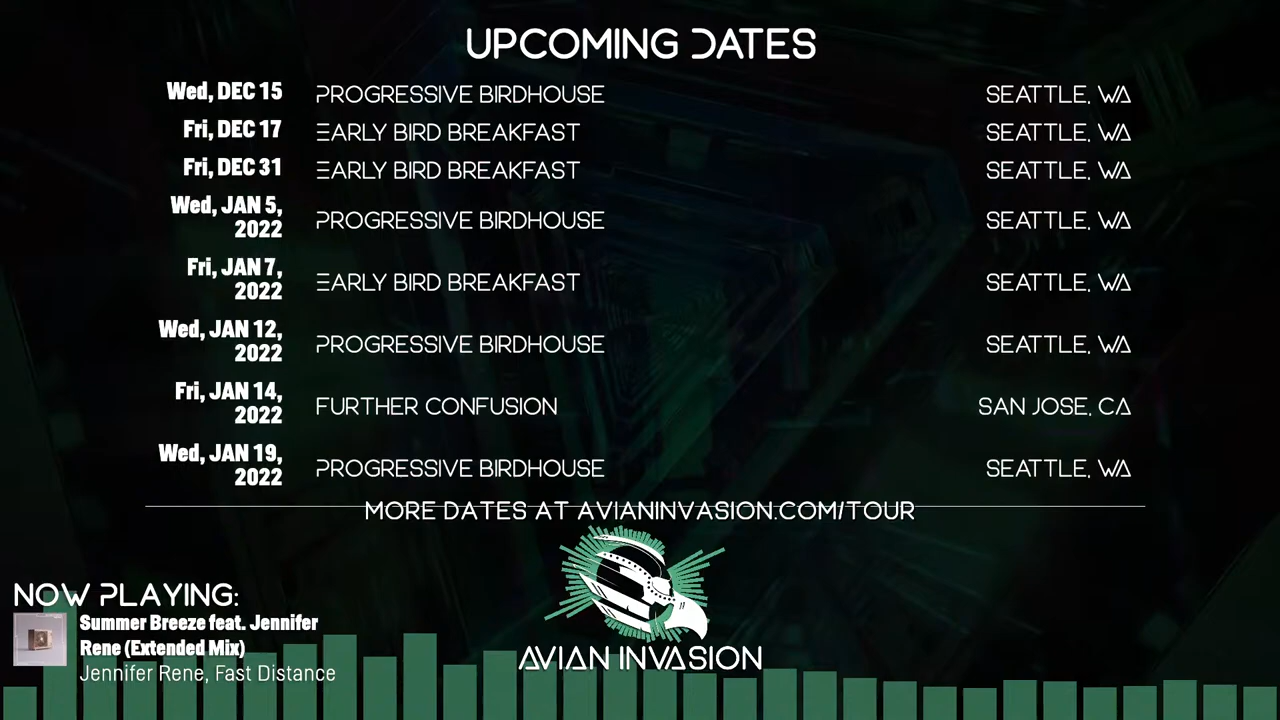 UPCOMING DATES
Wed, DEC 15 PROGRESSIVE BIRDHOUSE SEATTLE, WA
Fri, DEC 17 EARLY BIRD BREAKFAST SEATTLE, WA
Fri, DEC 31 EARLY BIRD BREAKFAST SEATTLE, WA
Wed, JAN 5,
2022 PROGRESSIVE BIRDHOUSE SEATTLE, WA
Fri, JAN 7,
2022 EARLY BIRD BREAKFAST SEATTLE, WA
Wed, JAN 12,
2022 PROGRESSIVE BIRDHOUSE SEATTLE, WA
Fri, JAN 14,
2022 FURTHER CONFUSION SAN JOSE, CA
Wed, JAN 19,
2022 PROGRESSIVE BIRDHOUSE SEATTLE, WA
MORE DATES AT AVIANINVASION.COM/TOUR
AVIAN INVASION
NOW PLAYING:
Summer Breeze feat. Jennifer
Rene (Extended Mix)
Jennifer Rene, Fast Distance